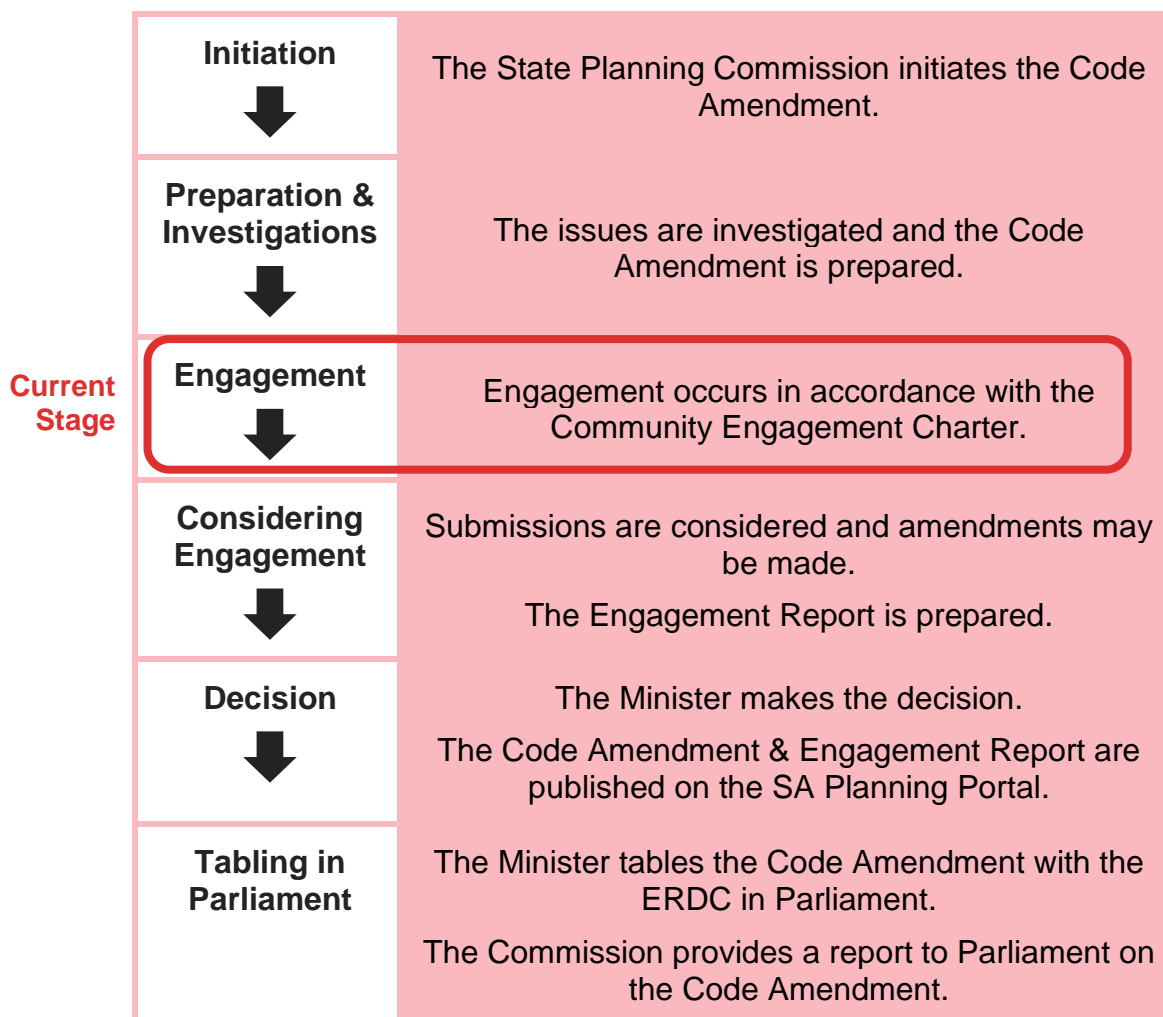 Initiation
The State Planning Commission initiates the Code
Amendment.
Preparation &
Investigations
The issues are investigated and the Code
Amendment is prepared.
Current
Stage
Engagement
Engagement occurs in accordance with the
Community Engagement Charter.
Considering
Engagement
Submissions are considered and amendments may
be made.
The Engagement Report is prepared.
Decision
The Minister makes the decision.
The Code Amendment & Engagement Report are
published on the SA Planning Portal.
Tabling in
Parliament
The Minister tables the Code Amendment with the
ERDC in Parliament.
The Commission provides a report to Parliament on
the Code Amendment.